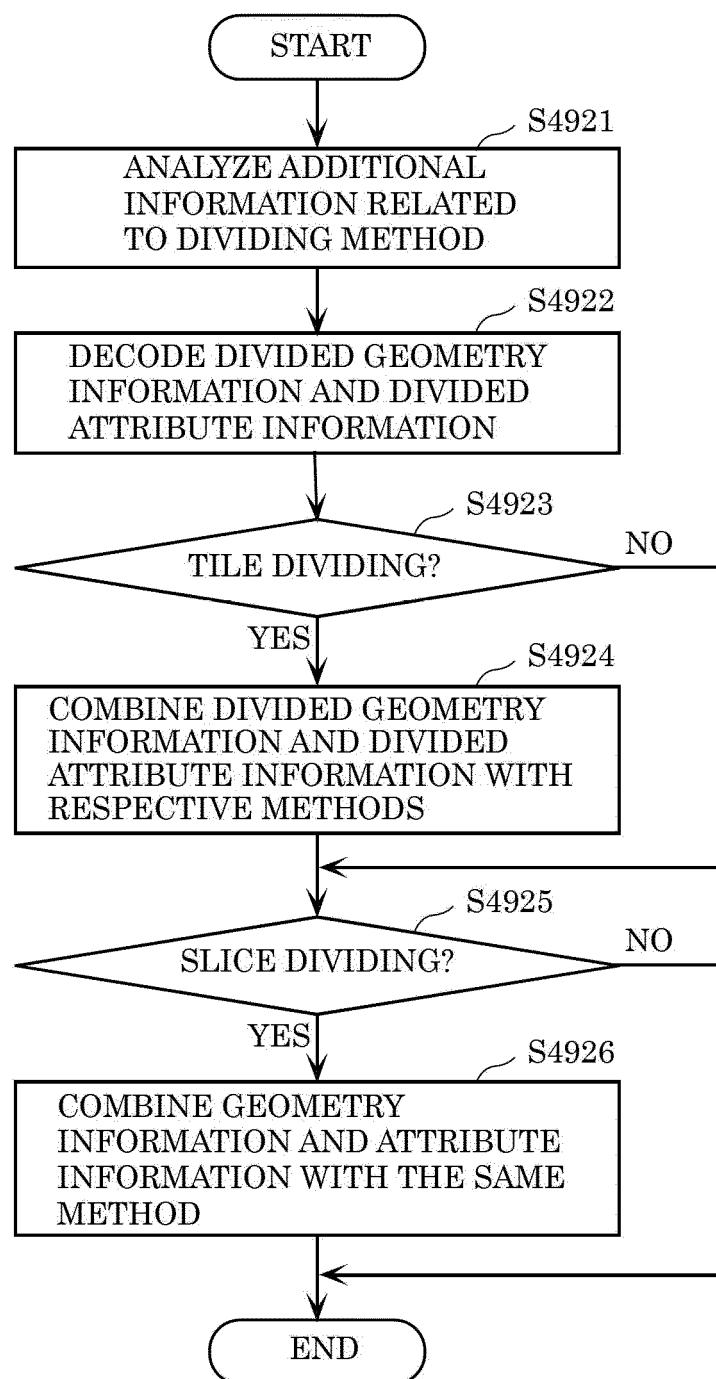 START
S4921
ANALYZE ADDITIONAL
INFORMATION RELATED
TO DIVIDING METHOD
S4922
DECODE DIVIDED GEOMETRY
INFORMATION AND DIVIDED
ATTRIBUTE INFORMATION
S4923
TILE DIVIDING?
NO
YES
S4924
COMBINE DIVIDED GEOMETRY
INFORMATION AND DIVIDED
ATTRIBUTE INFORMATION WITH
RESPECTIVE METHODS
S4925
SLICE DIVIDING?
NO
YES
S4926
COMBINE GEOMETRY
INFORMATION AND ATTRIBUTE
INFORMATION WITH THE SAME
METHOD
END